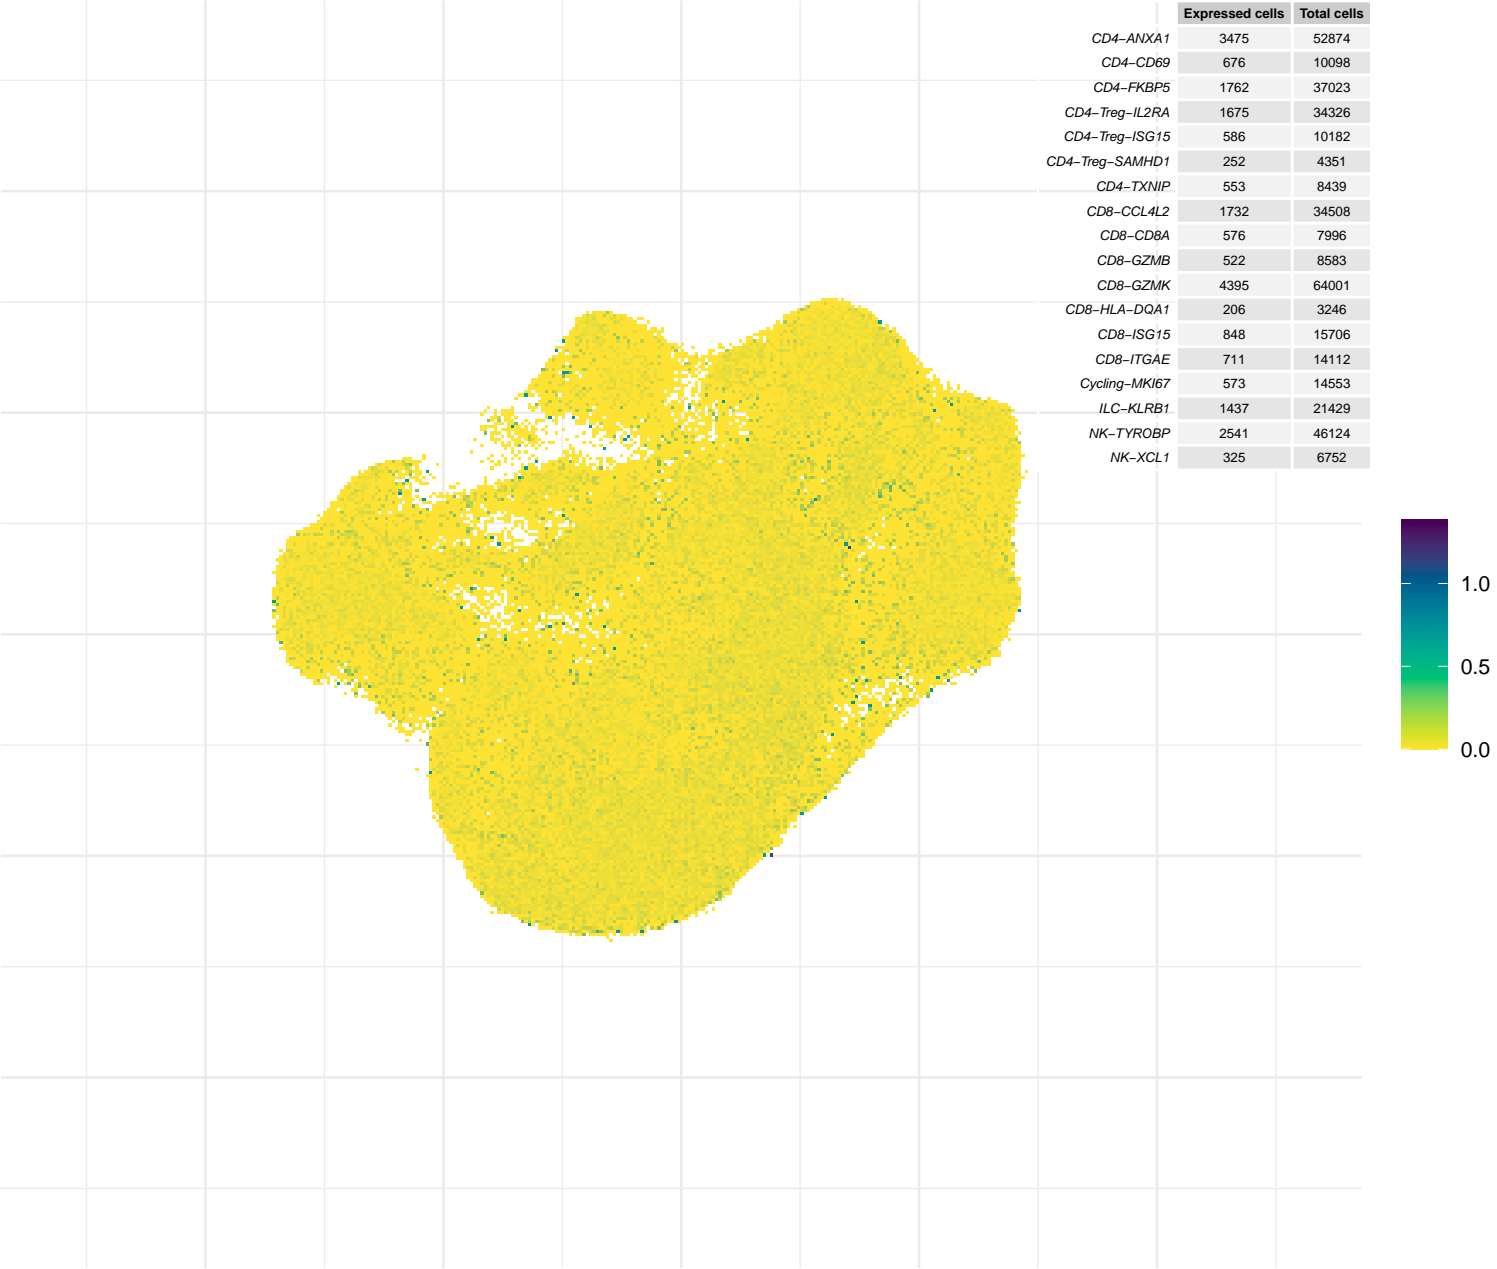 Expressed cells Total cells
CD4−ANXA1 3475 52874
CD4−CD69 676 10098
CD4−FKBP5 1762 37023
CD4−Treg−IL2RA 1675 34326
CD4−Treg−ISG15 586 10182
CD4−Treg−SAMHD1 252 4351
CD4−TXNIP 553 8439
CD8−CCL4L2 1732 34508
CD8−CD8A 576 7996
CD8−GZMB 522 8583
CD8−GZMK 4395 64001
CD8−HLA−DQA1 206 3246
CD8−ISG15 848 15706
CD8−ITGAE 711 14112
Cycling−MKI67 573 14553
ILC−KLRB1 1437 21429
NK−TYROBP 2541 46124
NK−XCL1 325 6752
1.0
0.5
0.0